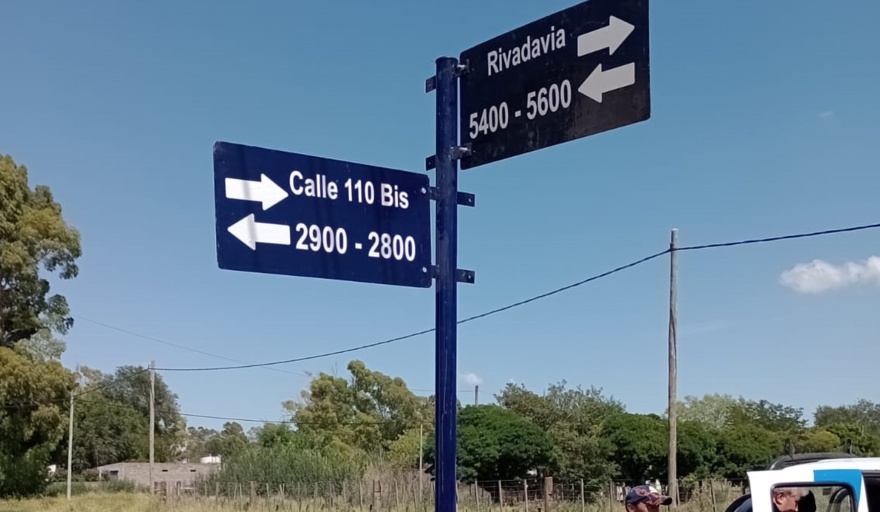 Rivadavia
5400 - 5600
Calle 110 Bis
2900 - 2800